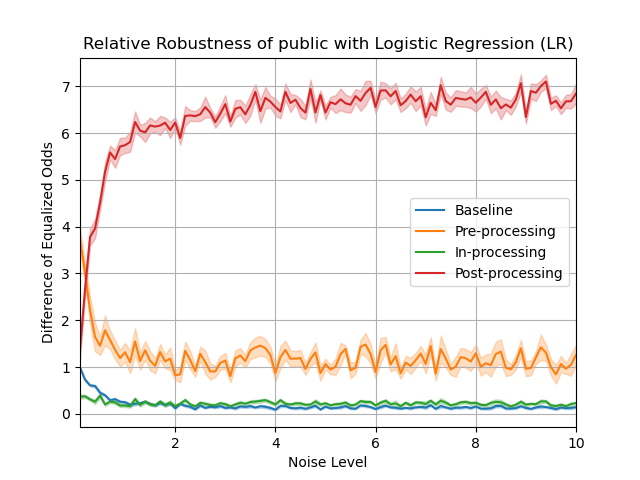 Relative Robustness of public with Logistic Regression (LR)
Difference of Equalized Odds
7
6
5
4
3
2
1
0
Baseline
Pre-processing
In-processing
Post-processing
2
4
6
8
10
Noise Level